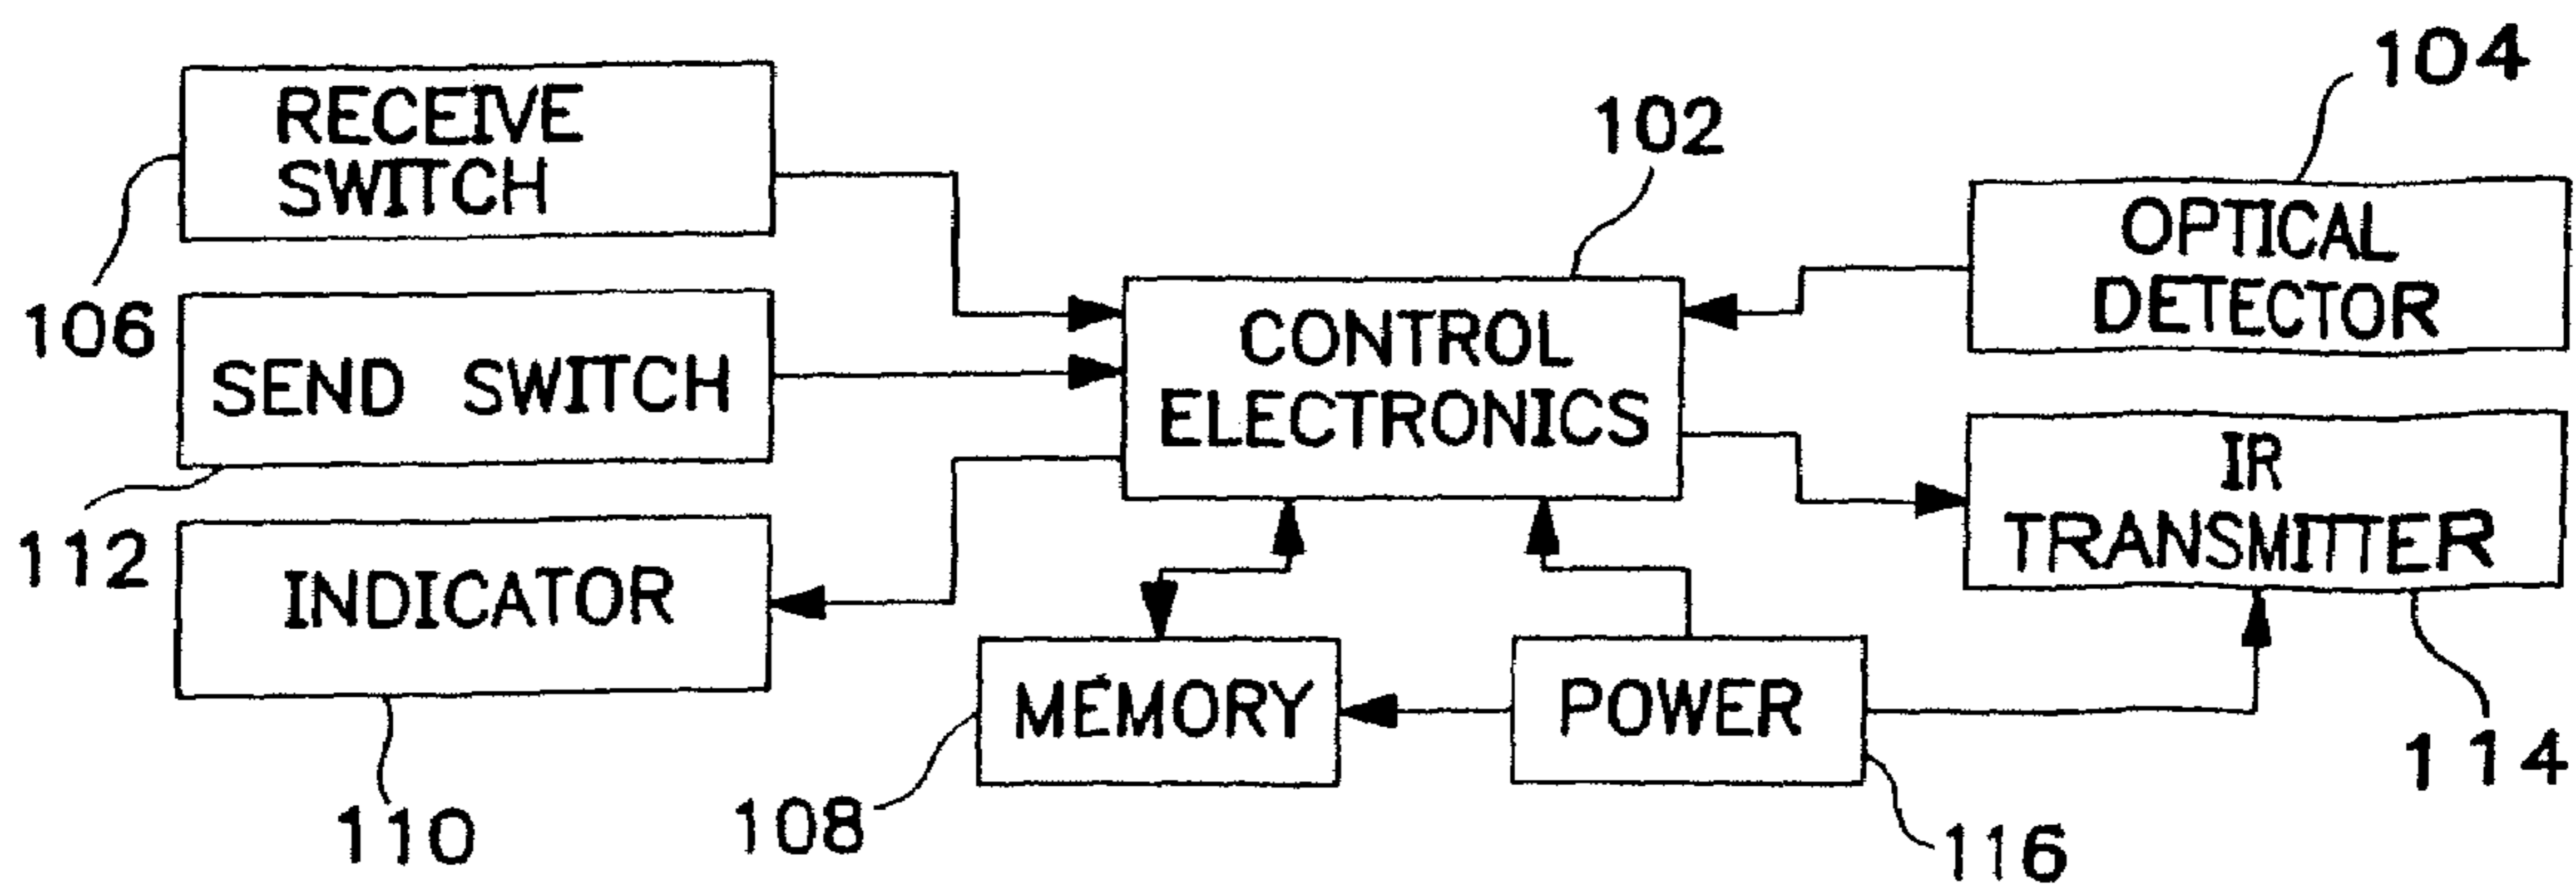 104
RECEIVE
SWITCH
102
OPTICAL
DETECTOR
106
CONTROL
ELECTRONICS
SEND SWITCH
IR
TRANSMITTER
112
INDICATOR
MEMORY
POWER
114
110
108
116